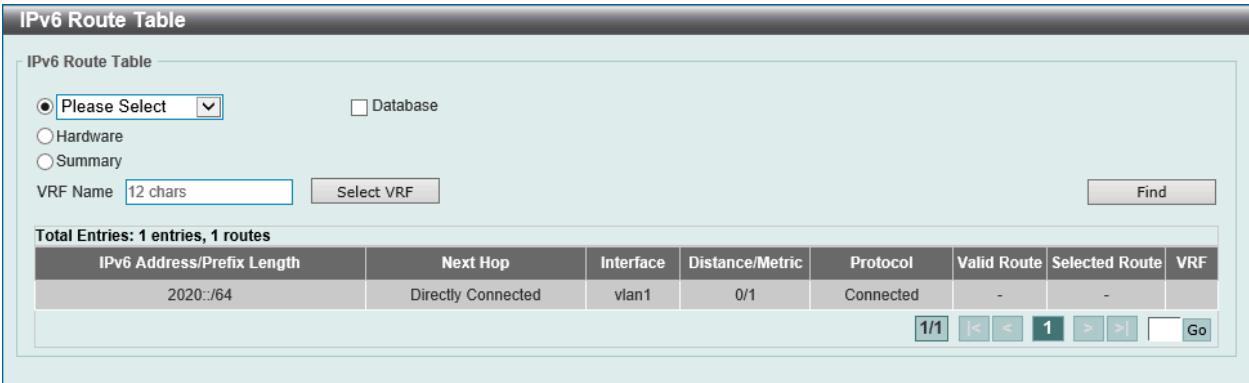 IPv6 Route Table
IPv6 Route Table
Please Select Database
Hardware
Summary
VRF Name 12 chars Select VRF Find
Total Entries: 1 entries, 1 routes
IPv6 Address/Prefix Length Next Hop Interface Distance/Metric Protocol Valid Route Selected Route VRF
2020::/64 Directly Connected vlan1 0/1 Connected - -
1/1 |< < 1 > >| Go